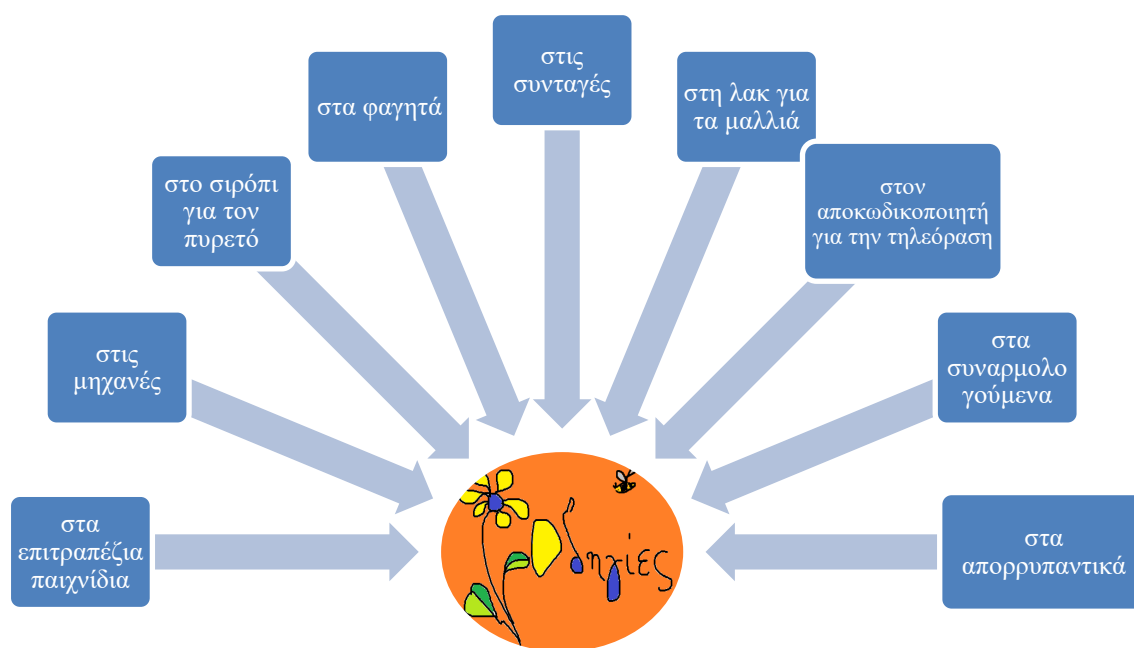 στα
επιτραπέζια
παιχνίδια
στις
μηχανές
στο σιρόπι
για τον
πυρετό
στα φαγητά
στις
συνταγές
στη λακ για
τα μαλλιά
στον
αποκωδικοποιητή
για την τηλεόραση
στα
συναρμολο
γούμενα
στα
απορρυπαντικά
Οδηγίες